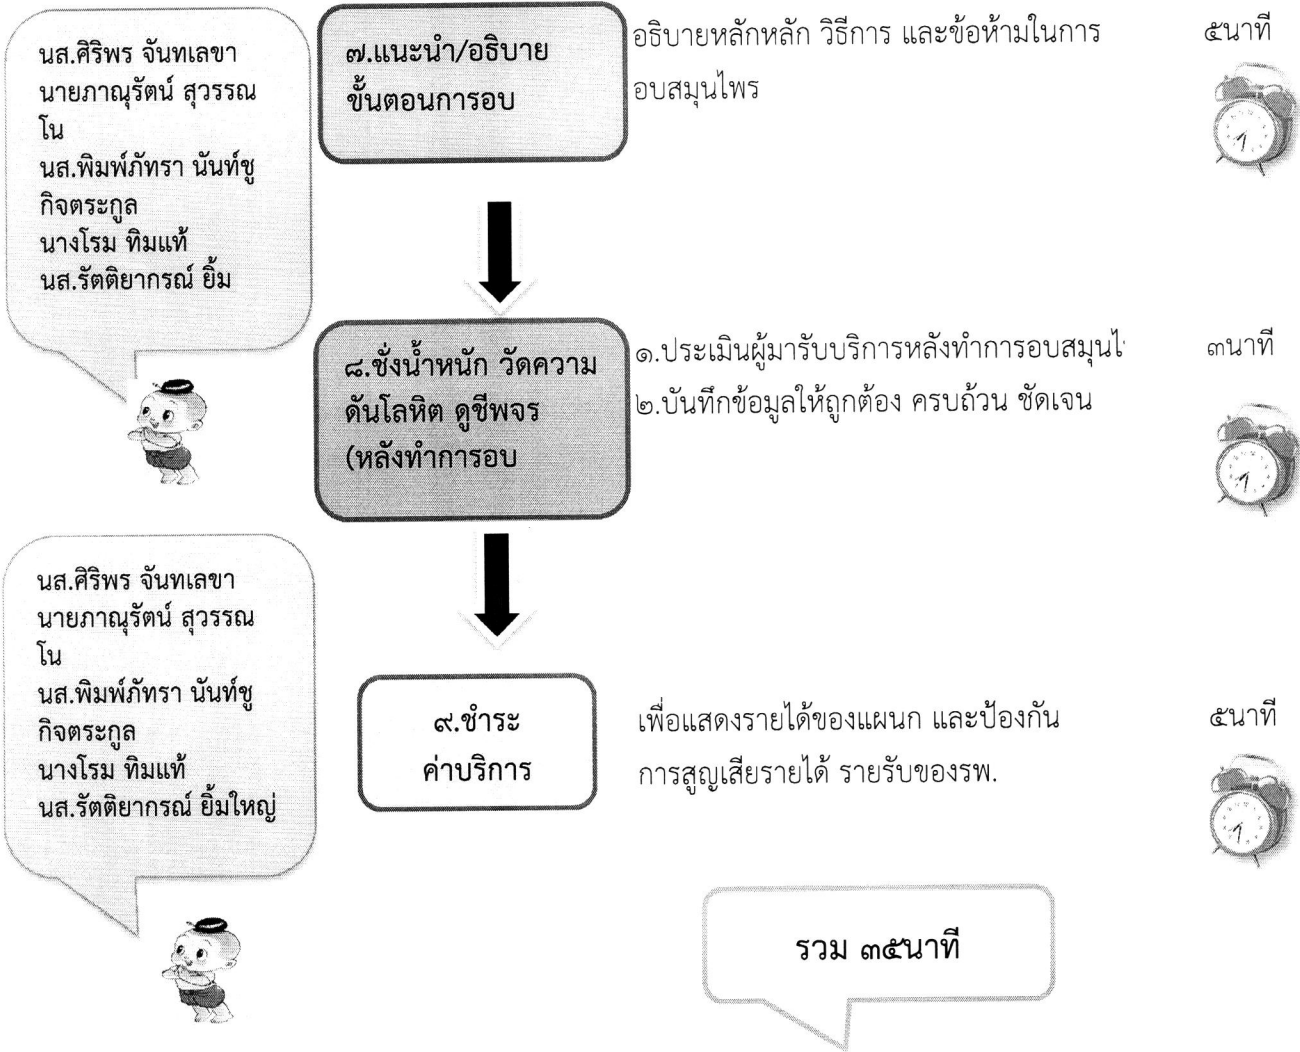 นส.ศิริพร จันทเลขา
นายภาณุรัตน์ สุวรรณ
โน
นส.พิมพ์ภัทรา นันท์ชู
กิจตระกูล
นางโรม ทิมแท้
นส.รัตติยากรณ์ ยิ้ม
๗.แนะนำ/อธิบาย
ขั้นตอนการอบ
อธิบายหลักหลัก วิธีการ และข้อห้ามในการ
อบสมุนไพร
๕นาที
๘.ชั่งน้ำหนัก วัดความ
ดันโลหิต ดูชีพจร
(หลังทำการอบ
๑.ประเมินผู้มารับบริการหลังทำการอบสมุนไ
๒.บันทึกข้อมูลให้ถูกต้อง ครบถ้วน ชัดเจน
๓นาที
นส.ศิริพร จันทเลขา
นายภาณุรัตน์ สุวรรณ
โน
นส.พิมพ์ภัทรา นันท์ชู
กิจตระกูล
นางโรม ทิมแท้
นส.รัตติยากรณ์ ยิ้มใหญ่
๙.ชำระ
ค่าบริการ
เพื่อแสดงรายได้ของแผนก และป้องกัน
การสูญเสียรายได้ รายรับของรพ.
๕นาที
รวม ๓๕นาที